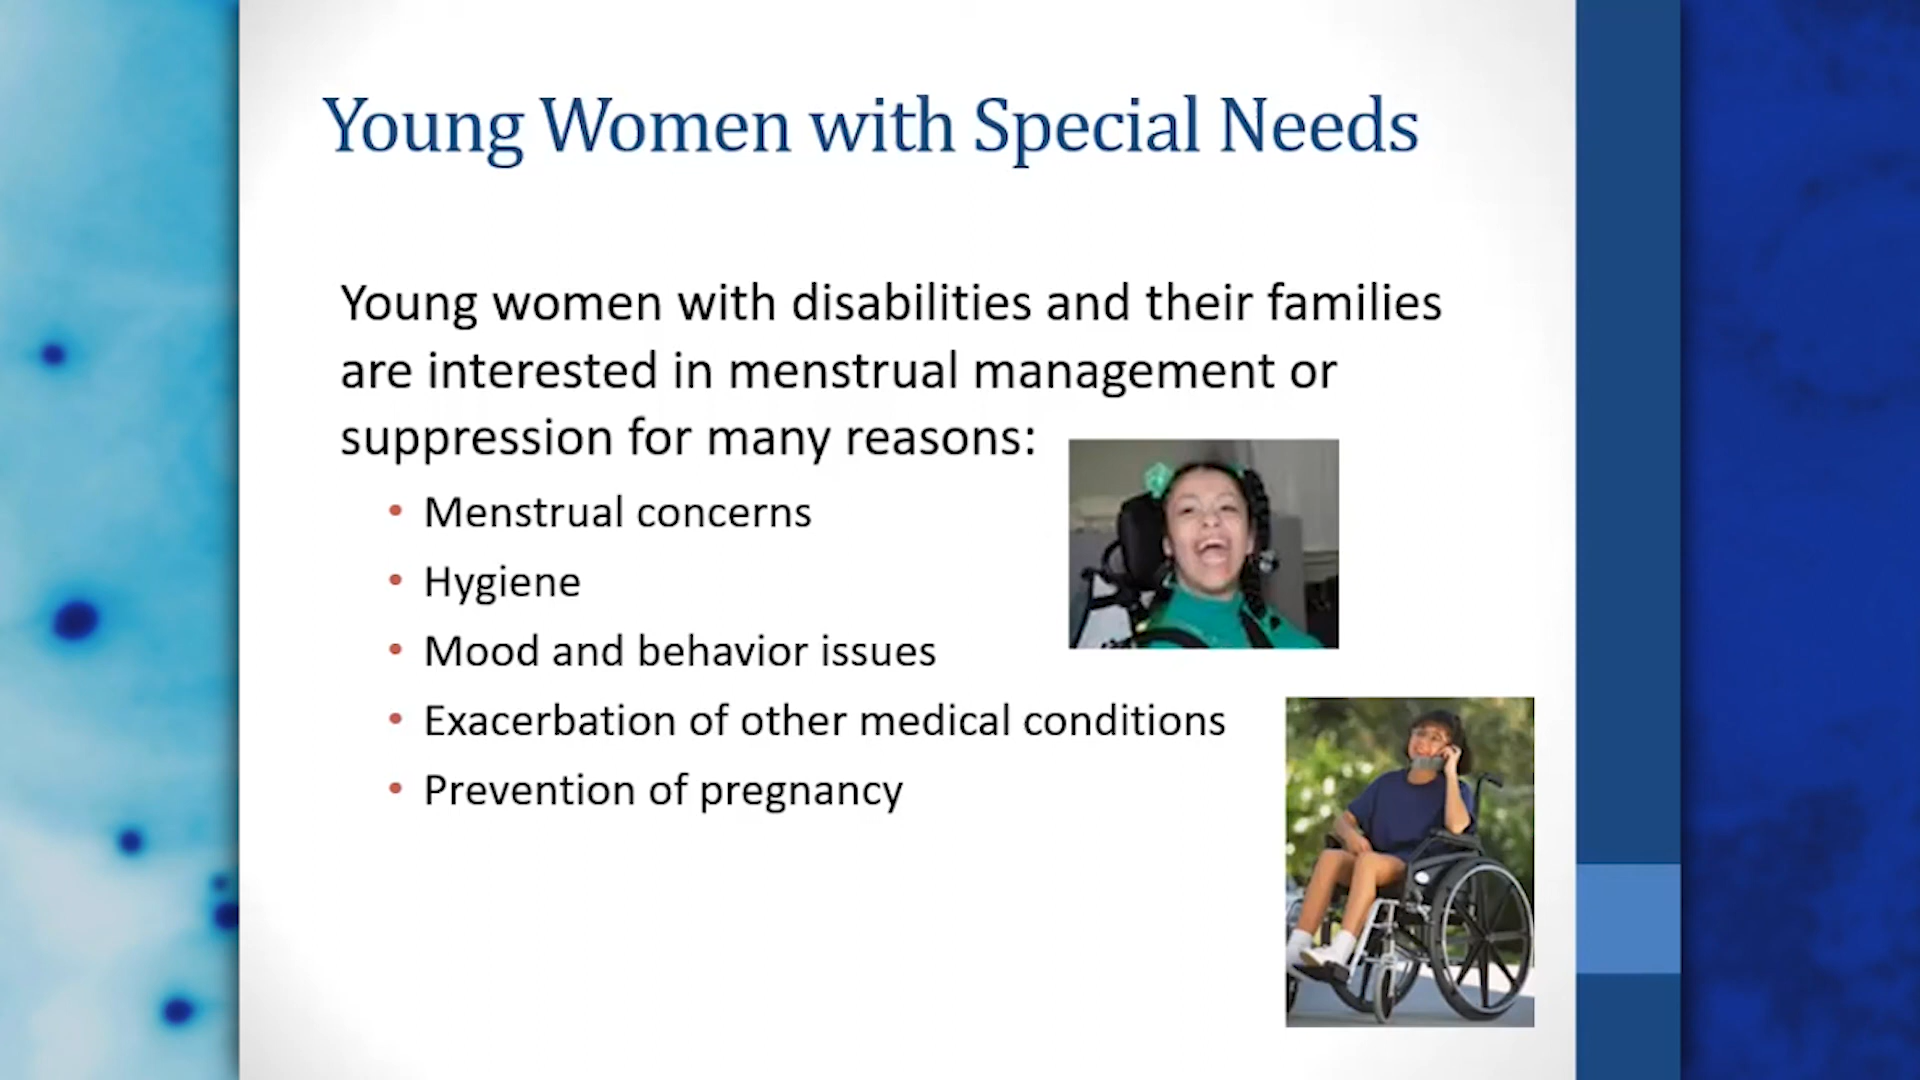 Young Women with Special Needs
Young women with disabilities and their families
are interested in menstrual management or
suppression for many reasons:
• Menstrual concerns
• Hygiene
• Mood and behavior issues
• Exacerbation of other medical conditions
• Prevention of pregnancy